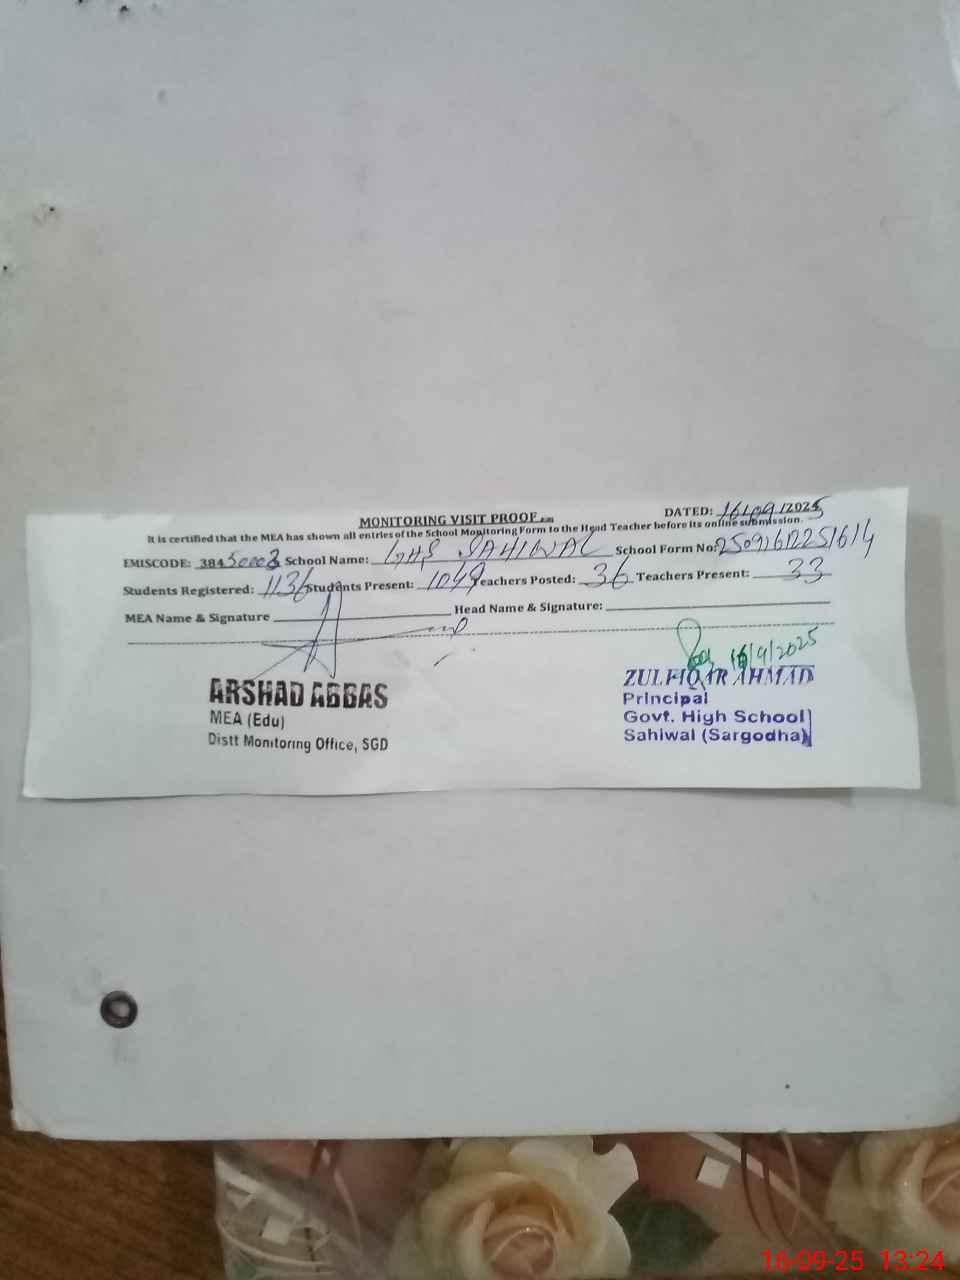 MONITORING VISIT PROOF
DATED: 16/09/2025
It is certified that the MEA has shown all entries of the School Monitoring Form to the Head Teacher before its online submission.
EMISCODE: 38450003 School Name: GHS SAHIWAL School Form No: 25091612251614
Students Registered: 1136 Students Present: 1049 Teachers Posted: 36 Teachers Present: 33
MEA Name & Signature Head Name & Signature:
16/9/2025
ARSHAD ABBAS
MEA (Edu)
Distt Monitoring Office, SGD
ZULFIQAR AHMAD
Principal
Govt. High School
Sahiwal (Sargodha)
16-09-25 13:24